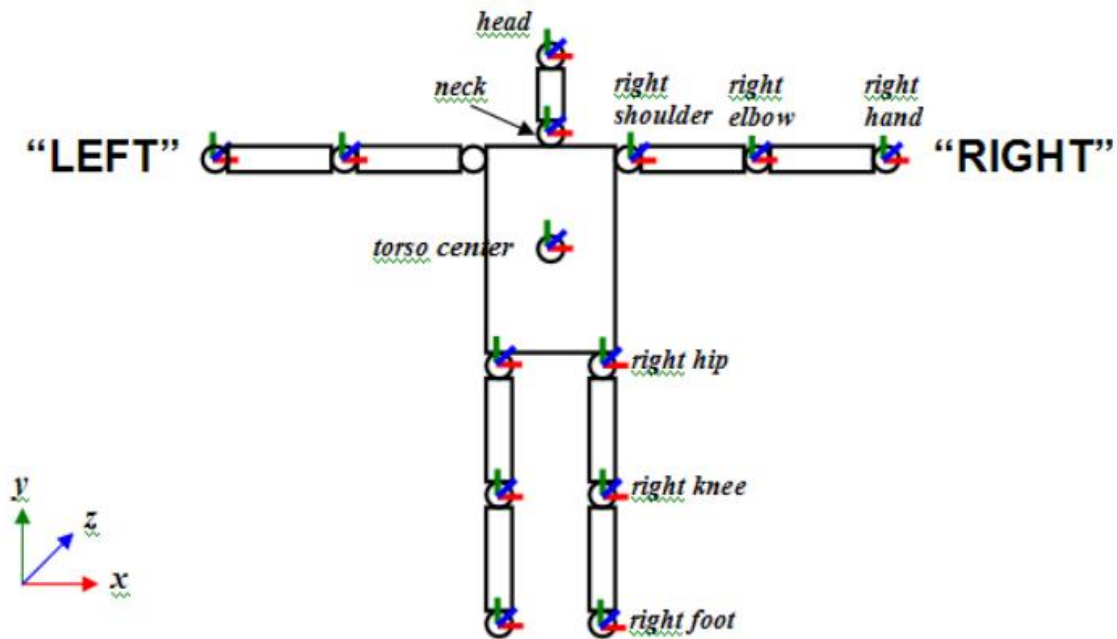 head
neck
right
shoulder
right
elbow
right
hand
“LEFT”
“RIGHT”
torso center
right hip
right knee
right foot
y
z
x